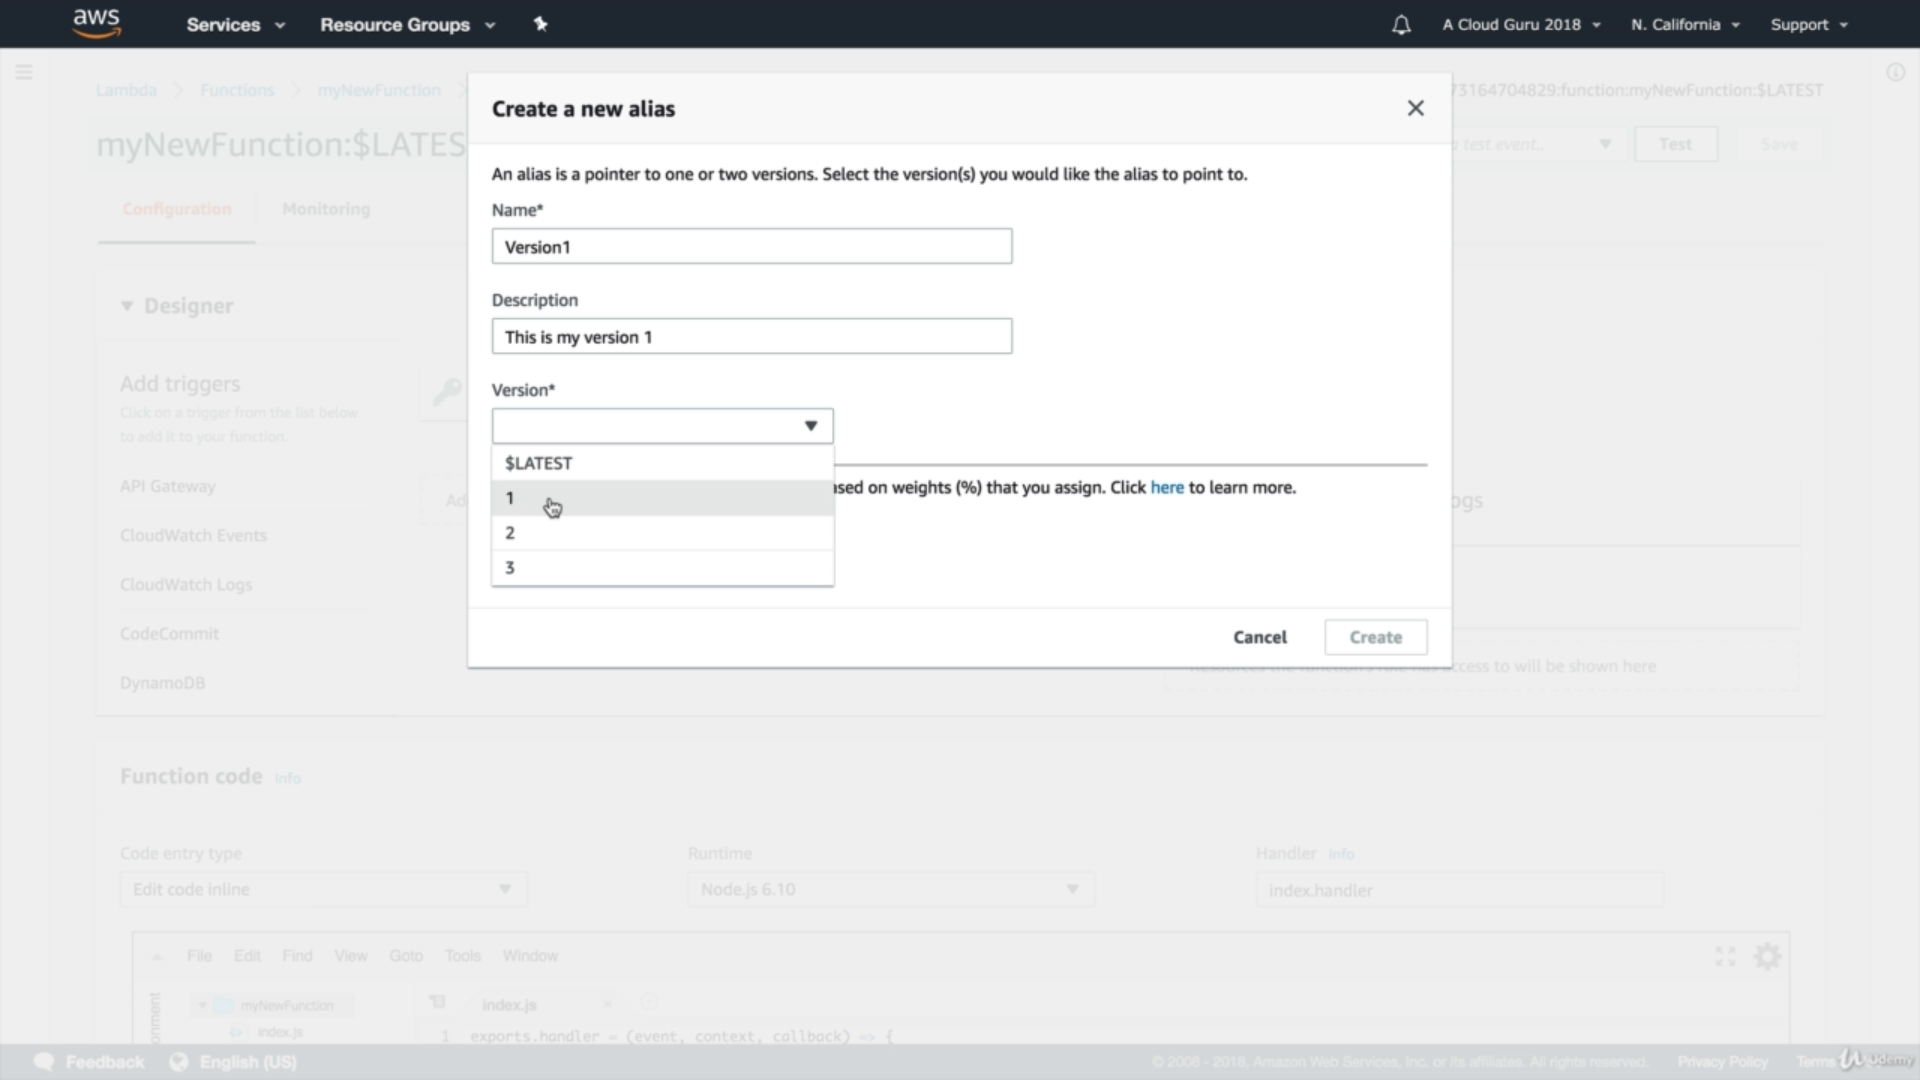 aws Services Resource Groups A Cloud Guru 2018 N. California Support
Lambda Functions myNewFunction 73164704829:function:myNewFunction:$LATEST
Create a new alias
myNewFunction:$LATES
test event.. Test Save
An alias is a pointer to one or two versions. Select the version(s) you would like the alias to point to.
Configuration Monitoring
Name*
Version1
Designer
Description
This is my version 1
Add triggers
Click on a trigger from the list below
to add it to your function.
Version*
$LATEST
API Gateway
1
ased on weights (%) that you assign. Click here to learn more.
Ad
ogs
CloudWatch Events
2
3
CloudWatch Logs
CodeCommit
Cancel Create
Resources the function's role has access to will be shown here
DynamoDB
Function code Info
Code entry type Runtime Handler Info
Edit code inline Node.js 6.10 index.handler
File Edit Find View Goto Tools Window
onment
myNewFunction index.js
index.js 1 exports.handler = (event, context, callback) => {
Feedback English (US) © 2008 - 2018, Amazon Web Services, Inc. or its affiliates. All rights reserved. Privacy Policy Terms Udemy